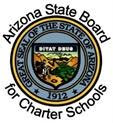 Arizona State Board
GREAT SEAL OF THE STATE OF ARIZONA
DITAT DEUS
1912
for Charter Schools